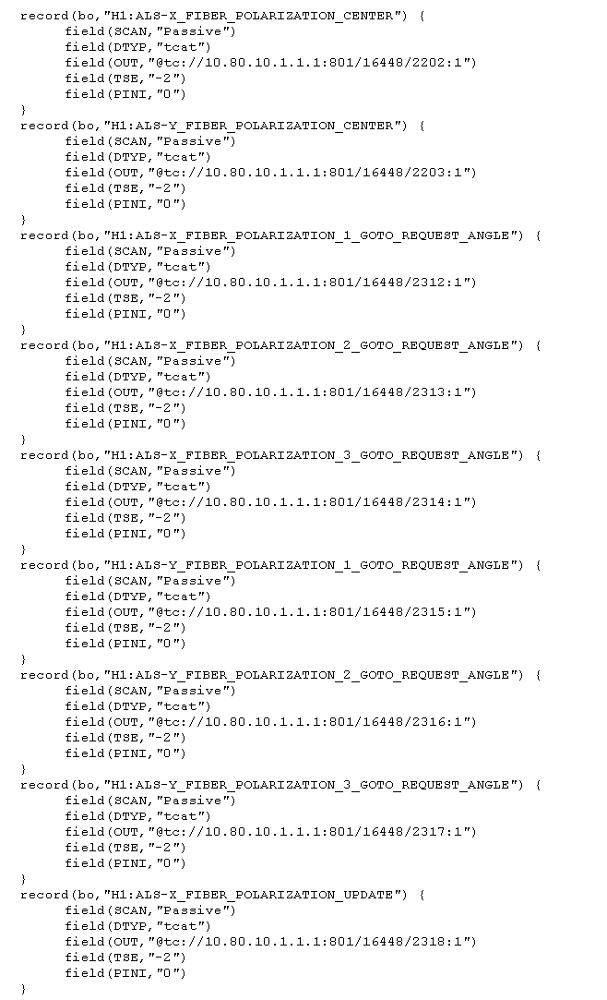 record(bo,"H1:ALS-X_FIBER_POLARIZATION_CENTER") {
field(SCAN,"Passive")
field(DTYP,"tcat")
field(OUT,"@tc://10.80.10.1.1.1:801/16448/2202:1")
field(TSE,"-2")
field(PINI,"0")
}
record(bo,"H1:ALS-Y_FIBER_POLARIZATION_CENTER") {
field(SCAN,"Passive")
field(DTYP,"tcat")
field(OUT,"@tc://10.80.10.1.1.1:801/16448/2203:1")
field(TSE,"-2")
field(PINI,"0")
}
record(bo,"H1:ALS-X_FIBER_POLARIZATION_1_GOTO_REQUEST_ANGLE") {
field(SCAN,"Passive")
field(DTYP,"tcat")
field(OUT,"@tc://10.80.10.1.1.1:801/16448/2312:1")
field(TSE,"-2")
field(PINI,"0")
}
record(bo,"H1:ALS-X_FIBER_POLARIZATION_2_GOTO_REQUEST_ANGLE") {
field(SCAN,"Passive")
field(DTYP,"tcat")
field(OUT,"@tc://10.80.10.1.1.1:801/16448/2313:1")
field(TSE,"-2")
field(PINI,"0")
}
record(bo,"H1:ALS-X_FIBER_POLARIZATION_3_GOTO_REQUEST_ANGLE") {
field(SCAN,"Passive")
field(DTYP,"tcat")
field(OUT,"@tc://10.80.10.1.1.1:801/16448/2314:1")
field(TSE,"-2")
field(PINI,"0")
}
record(bo,"H1:ALS-Y_FIBER_POLARIZATION_1_GOTO_REQUEST_ANGLE") {
field(SCAN,"Passive")
field(DTYP,"tcat")
field(OUT,"@tc://10.80.10.1.1.1:801/16448/2315:1")
field(TSE,"-2")
field(PINI,"0")
}
record(bo,"H1:ALS-Y_FIBER_POLARIZATION_2_GOTO_REQUEST_ANGLE") {
field(SCAN,"Passive")
field(DTYP,"tcat")
field(OUT,"@tc://10.80.10.1.1.1:801/16448/2316:1")
field(TSE,"-2")
field(PINI,"0")
}
record(bo,"H1:ALS-Y_FIBER_POLARIZATION_3_GOTO_REQUEST_ANGLE") {
field(SCAN,"Passive")
field(DTYP,"tcat")
field(OUT,"@tc://10.80.10.1.1.1:801/16448/2317:1")
field(TSE,"-2")
field(PINI,"0")
}
record(bo,"H1:ALS-X_FIBER_POLARIZATION_UPDATE") {
field(SCAN,"Passive")
field(DTYP,"tcat")
field(OUT,"@tc://10.80.10.1.1.1:801/16448/2318:1")
field(TSE,"-2")
field(PINI,"0")
}